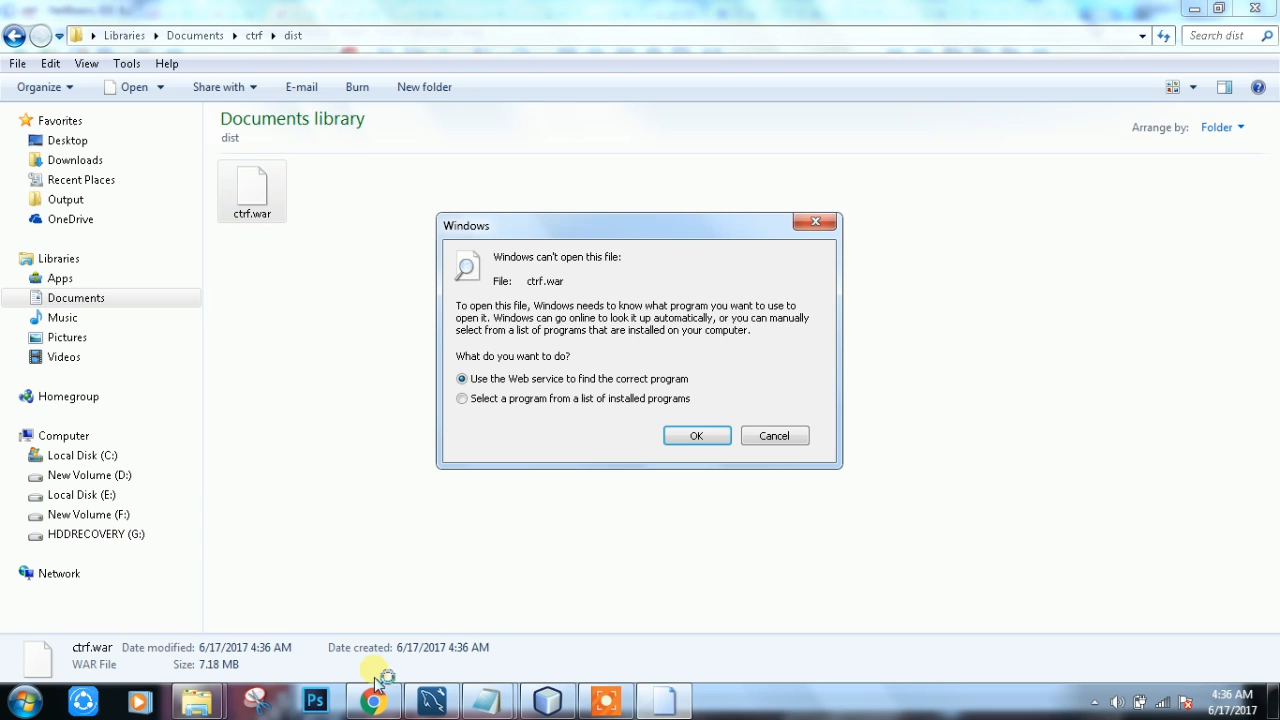 Libraries Documents ctrf dist Search dist
File Edit View Tools Help
Organize Open Share with E-mail Burn New folder
Favorites
Desktop
Downloads
Recent Places
Output
OneDrive
Libraries
Apps
Documents
Music
Pictures
Videos
Homegroup
Computer
Local Disk (C:)
New Volume (D:)
Local Disk (E:)
New Volume (F:)
HDDRECOVERY (G:)
Network
Documents library
dist
Arrange by: Folder
ctrf.war
Windows
Windows can't open this file:
File: ctrf.war
To open this file, Windows needs to know what program you want to use to
open it. Windows can go online to look it up automatically, or you can manually
select from a list of programs that are installed on your computer.
What do you want to do?
Use the Web service to find the correct program
Select a program from a list of installed programs
OK Cancel
ctrf.war Date modified: 6/17/2017 4:36 AM Date created: 6/17/2017 4:36 AM
WAR File Size: 7.18 MB
Ps
4:36 AM
6/17/2017